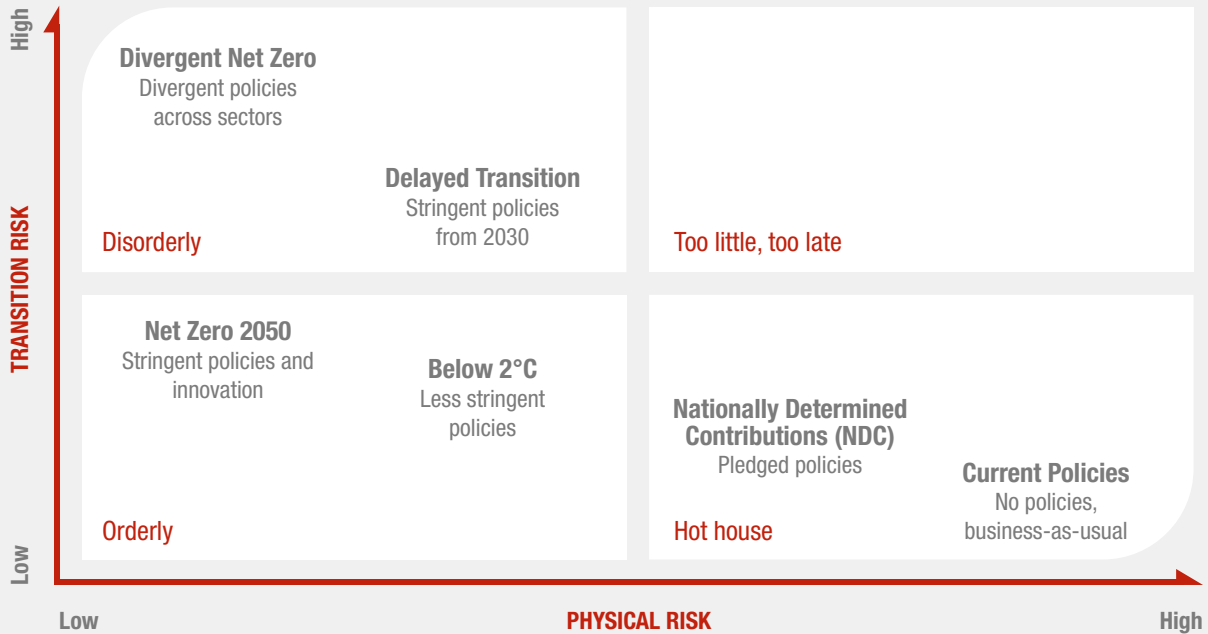 High
TRANSITION RISK
Low
Divergent Net Zero
Divergent policies
across sectors
Delayed Transition
Stringent policies
from 2030
Disorderly
Too little, too late
Net Zero 2050
Stringent policies and
innovation
Below 2°C
Less stringent
policies
Orderly
Nationally Determined
Contributions (NDC)
Pledged policies
Current Policies
No policies,
business-as-usual
Hot house
Low
PHYSICAL RISK
High